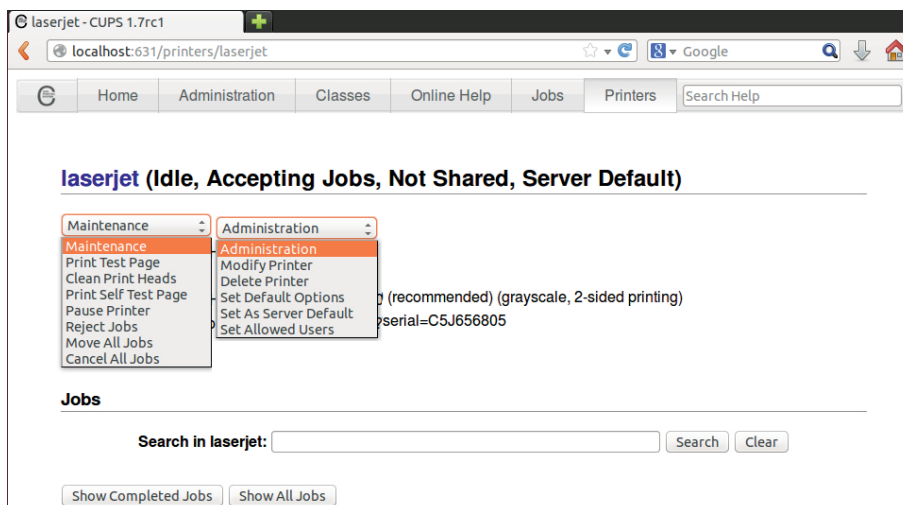 laserjet - CUPS 1.7rc1
localhost:631/printers/laserjet
Google
Home Administration Classes Online Help Jobs Printers Search Help
laserjet (Idle, Accepting Jobs, Not Shared, Server Default)
Maintenance
Maintenance
Print Test Page
Clean Print Heads
Print Self Test Page
Pause Printer
Reject Jobs
Move All Jobs
Cancel All Jobs
Administration
Administration
Modify Printer
Delete Printer
Set Default Options
Set As Server Default
Set Allowed Users
(recommended) (grayscale, 2-sided printing)
?serial=C5J656805
Jobs
Search in laserjet: Search Clear
Show Completed Jobs Show All Jobs